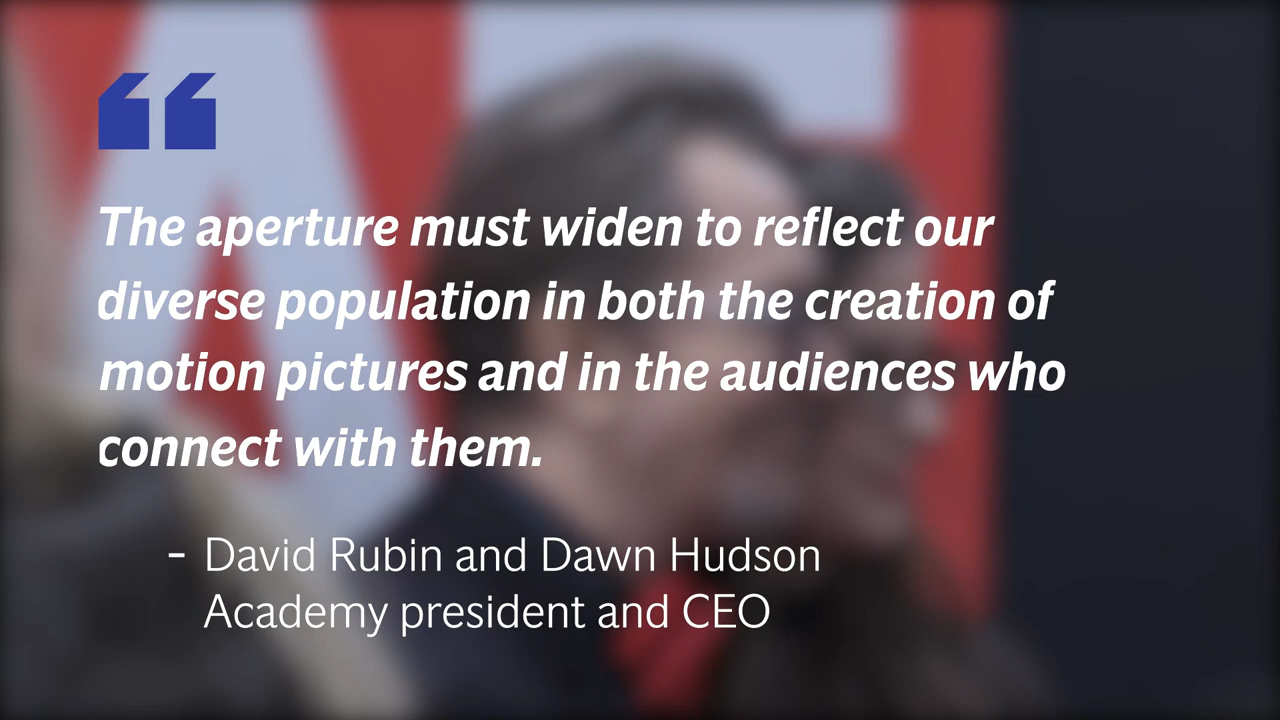 “
The aperture must widen to reflect our
diverse population in both the creation of
motion pictures and in the audiences who
connect with them.
- David Rubin and Dawn Hudson
Academy president and CEO